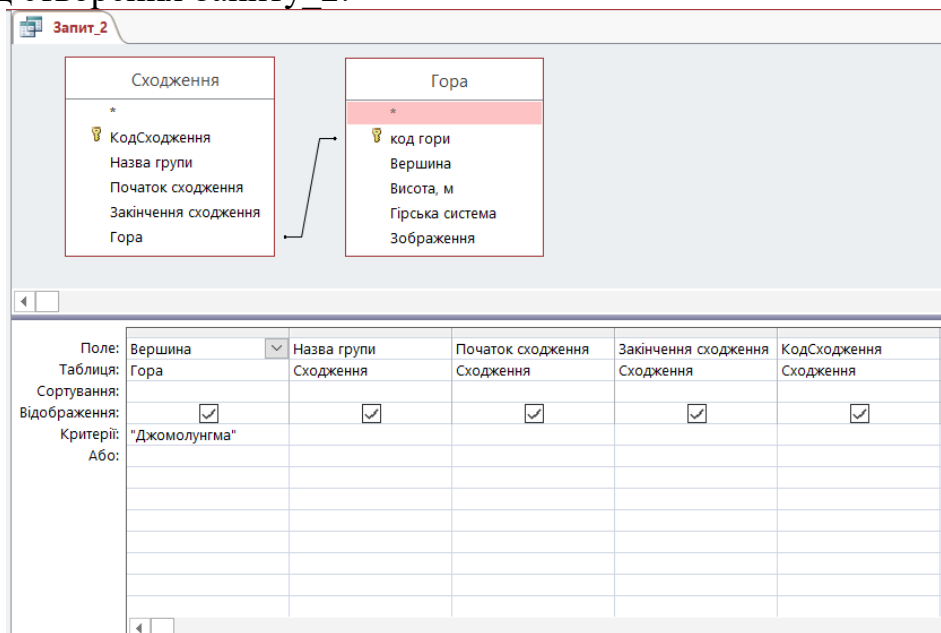 Запит_2
Сходження
*
КодСходження
Назва групи
Початок сходження
Закінчення сходження
Гора
Гора
*
код гори
Вершина
Висота, м
Гірська система
Зображення
Поле: Вершина Назва групи Початок сходження Закінчення сходження КодСходження
Таблиця: Гора Сходження Сходження Сходження Сходження
Сортування:
Відображення:
Критерії: "Джомолунгма"
Або: